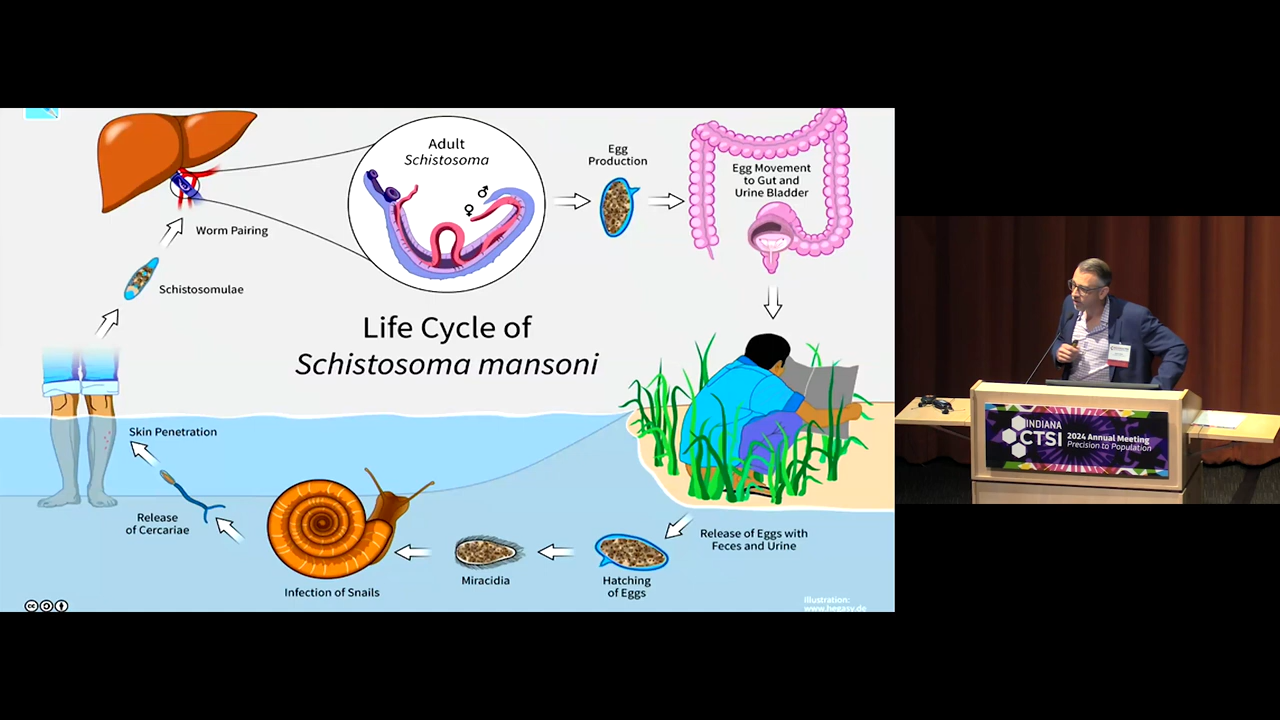 Adult
Schistosoma
Egg
Production
Egg Movement
to Gut and
Urine Bladder
Worm Pairing
Schistosomulae
Life Cycle of
Schistosoma mansoni
Skin Penetration
Release
of Cercariae
Infection of Snails
Miracidia
Hatching
of Eggs
Release of Eggs with
Feces and Urine
Illustration:
www.hegasy.de
cc
INDIANA
CTSI
2024 Annual Meeting
Precision to Population